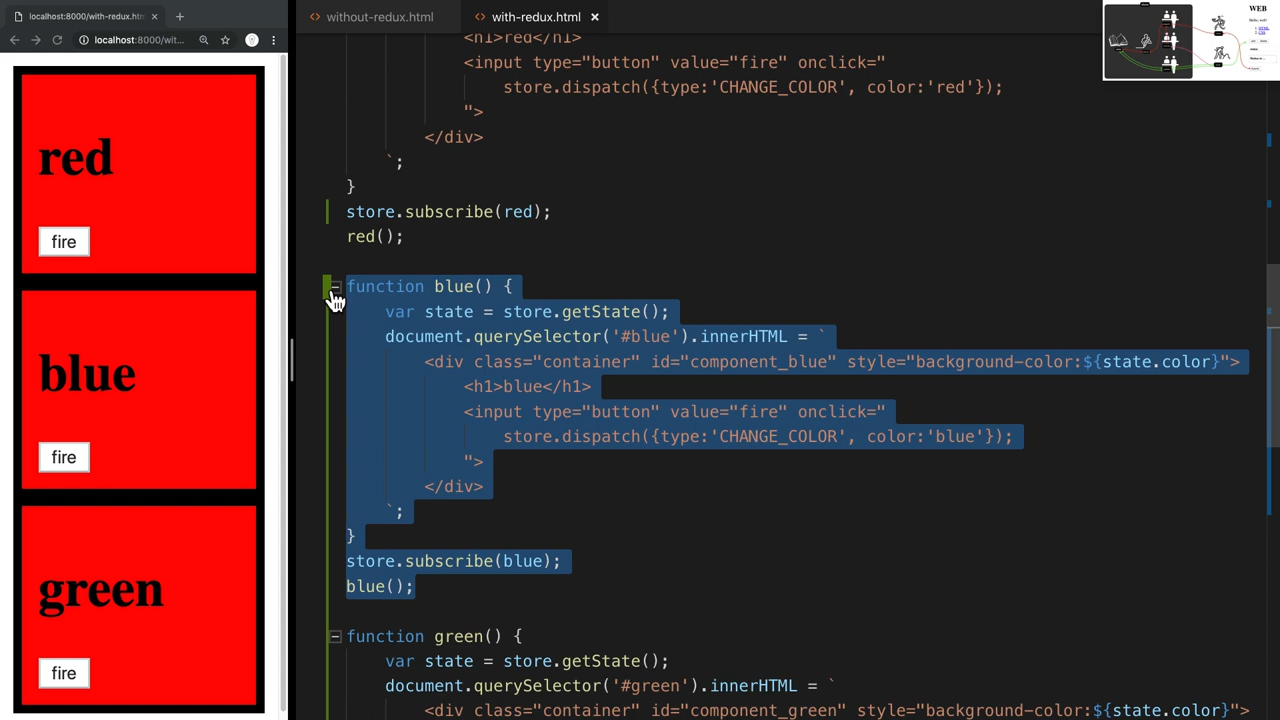 localhost:8000/with-redux.htm
localhost:8000/wit...
red
fire
blue
fire
green
fire
without-redux.html
with-redux.html
<h1>red</h1>
<input type="button" value="fire" onclick="
store.dispatch({type:'CHANGE_COLOR', color:'red'});
">
</div>
`;
}
store.subscribe(red);
red();
function blue() {
var state = store.getState();
document.querySelector('#blue').innerHTML = `
<div class="container" id="component_blue" style="background-color:${state.color}">
<h1>blue</h1>
<input type="button" value="fire" onclick="
store.dispatch({type:'CHANGE_COLOR', color:'blue'});
">
</div>
`;
}
store.subscribe(blue);
blue();
function green() {
var state = store.getState();
document.querySelector('#green').innerHTML = `
<div class="container" id="component_green" style="background-color:${state.color}">
WEB